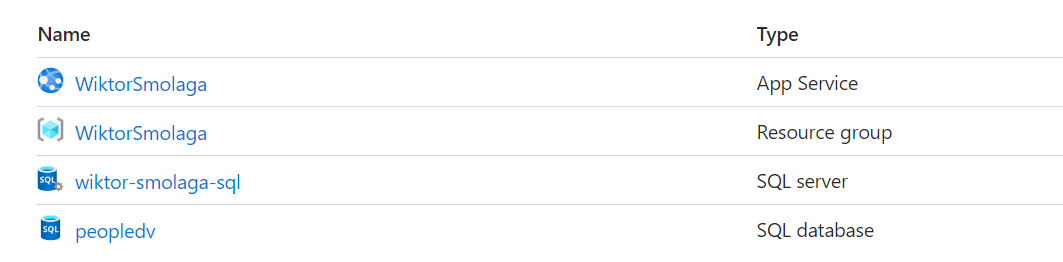 Name Type
WiktorSmolaga App Service
WiktorSmolaga Resource group
SQL wiktor-smolaga-sql SQL server
SQL peopledv SQL database